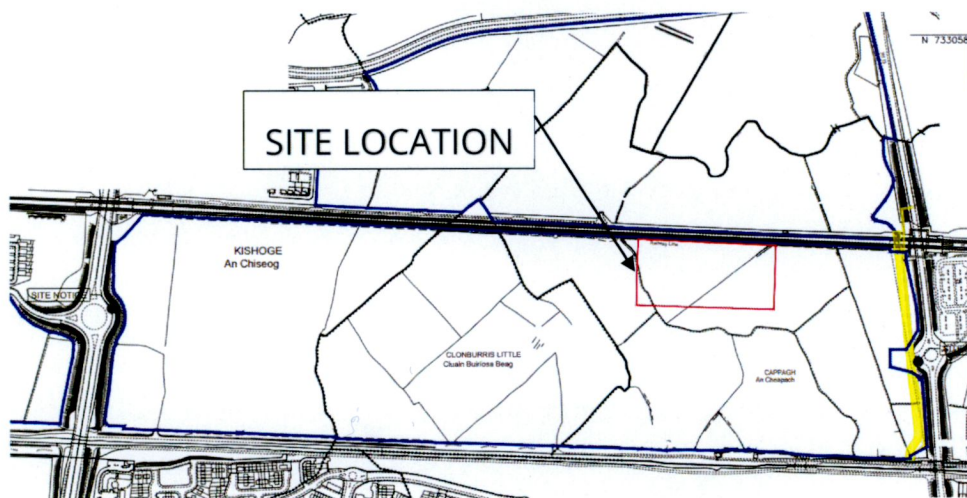 N 733058
SITE LOCATION
KISHOGE
An Chiseog
SITE NOTICE
CLONBURRIS LITTLE
Cluain Buiríosa Beag
CAPPAGH
An Cheapach